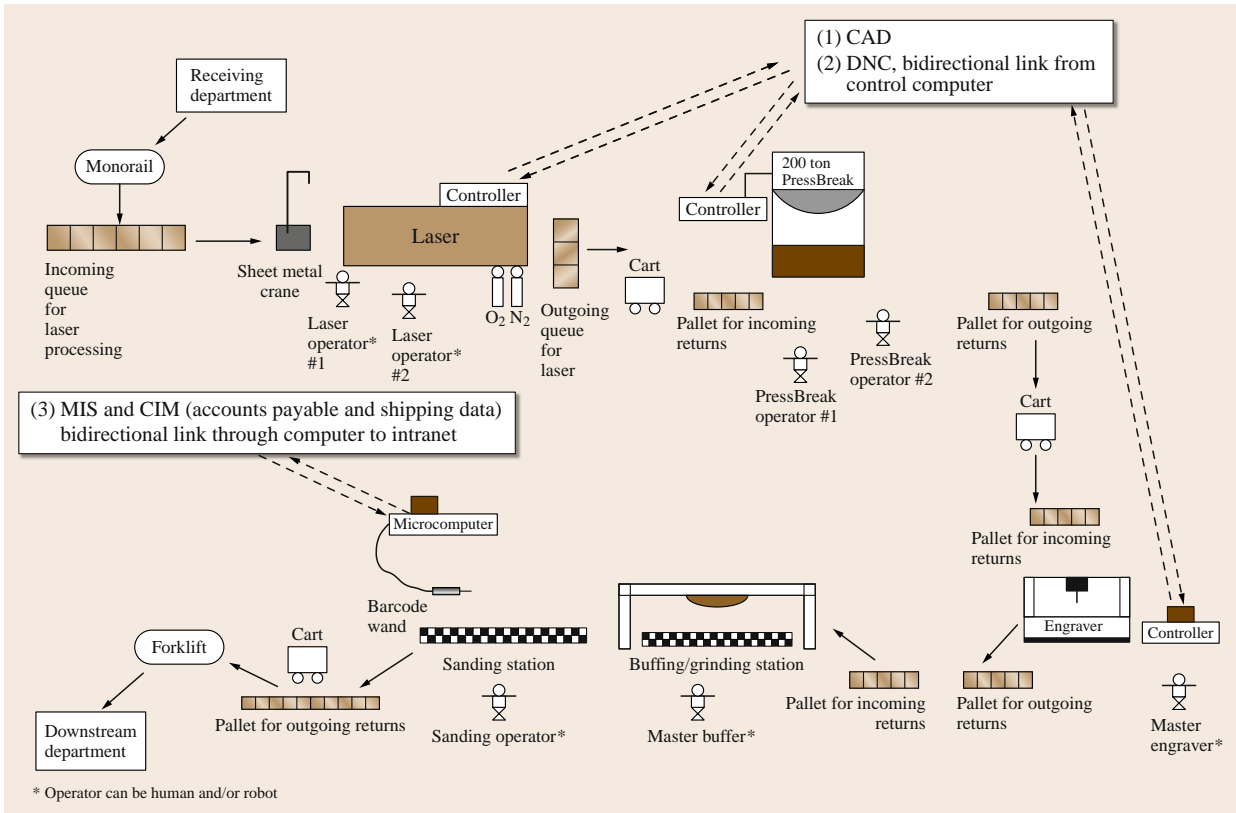 (1) CAD
(2) DNC, bidirectional link from
control computer
Receiving
department
Monorail
Incoming
queue
for
laser
processing
Sheet metal
crane
Controller
Laser
Laser
operator*
#1
Laser
operator*
#2
O₂ N₂
Outgoing
queue
for
laser
Cart
Controller
200 ton
PressBreak
Pallet for incoming
returns
PressBreak
operator #1
PressBreak
operator #2
Pallet for outgoing
returns
Cart
Pallet for incoming
returns
Engraver
Controller
Master
engraver*
Pallet for outgoing
returns
Pallet for incoming
returns
Buffing/grinding station
Master buffer*
(3) MIS and CIM (accounts payable and shipping data)
bidirectional link through computer to intranet
Microcomputer
Barcode
wand
Sanding station
Sanding operator*
Cart
Pallet for outgoing returns
Forklift
Downstream
department
* Operator can be human and/or robot